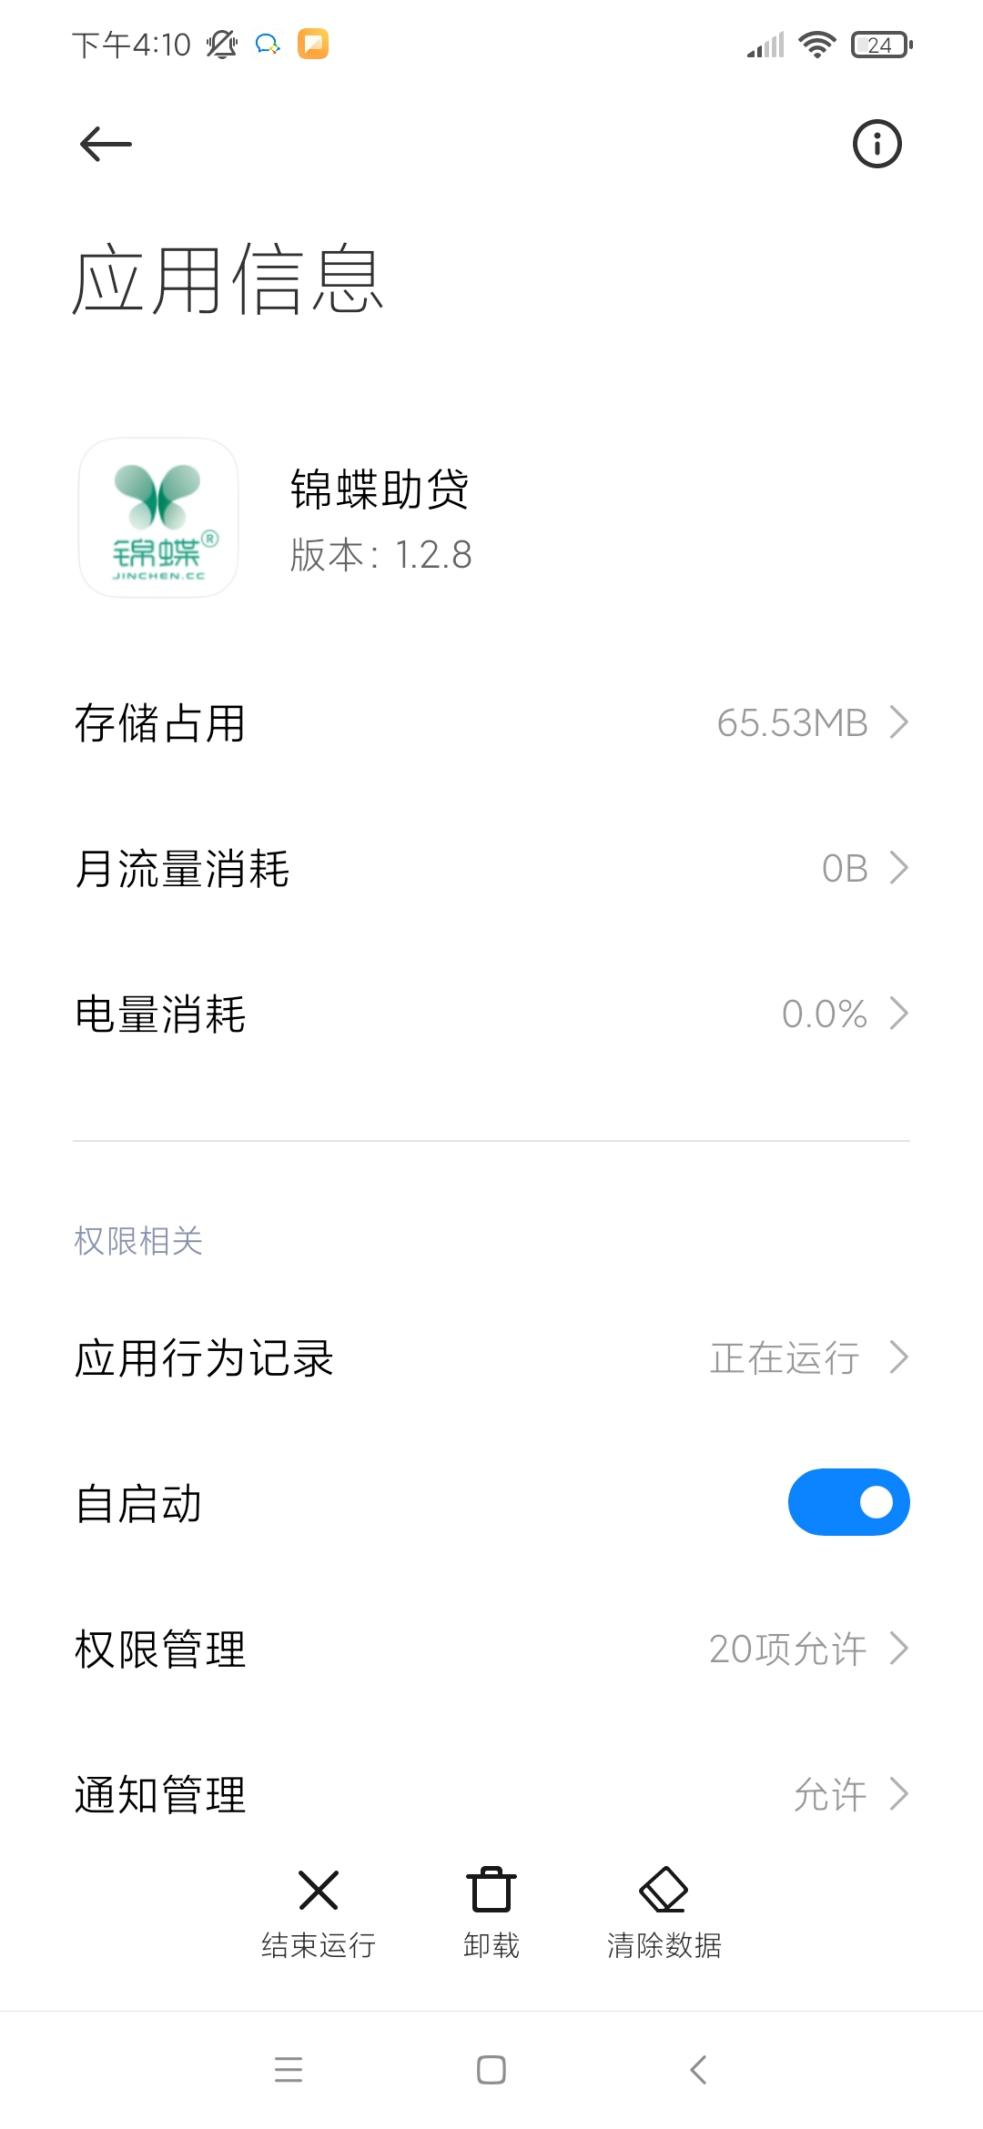 下午4:10
24
应用信息
锦蝶®
JINCHEN.CC
锦蝶助贷
版本：1.2.8
存储占用 65.53MB
月流量消耗 0B
电量消耗 0.0%
权限相关
应用行为记录 正在运行
自启动
权限管理 20项允许
通知管理 允许
结束运行 卸载 清除数据